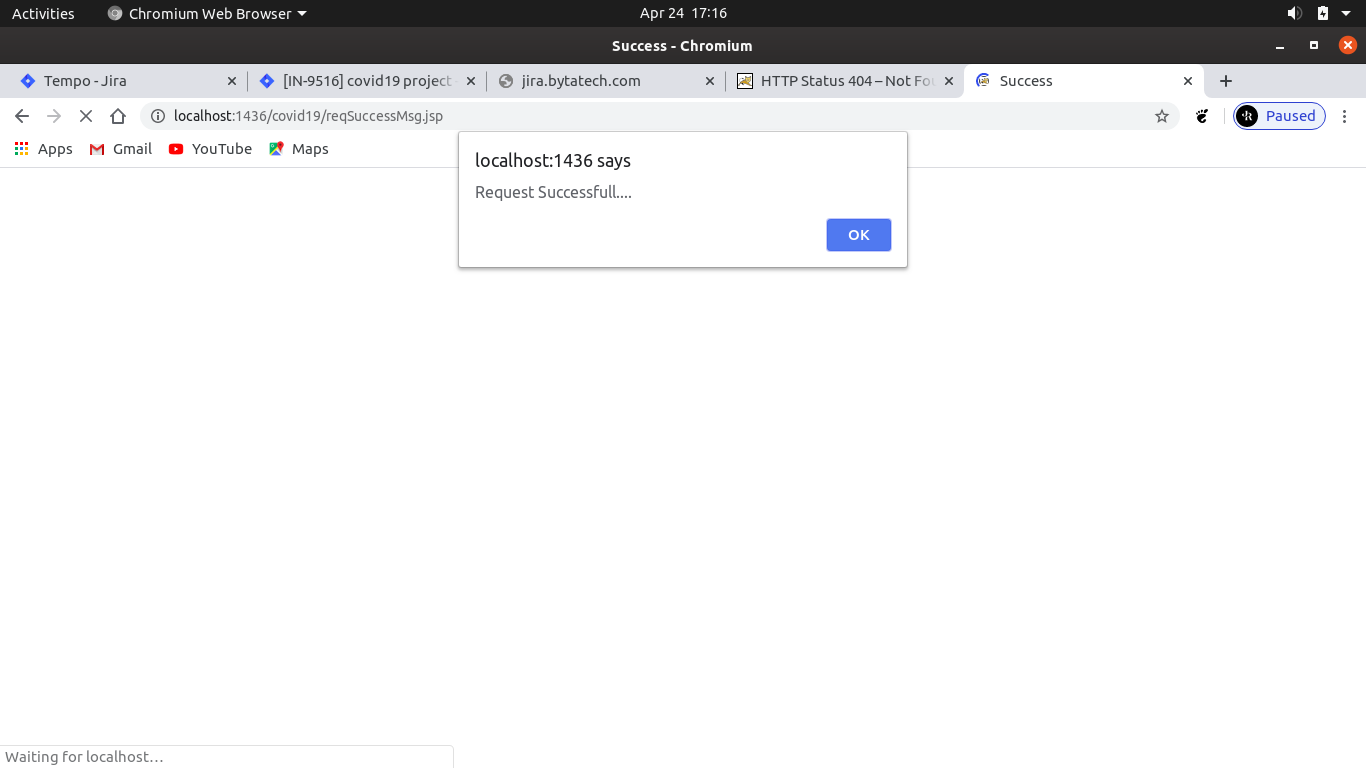 Activities Chromium Web Browser Apr 24 17:16
Success - Chromium
Tempo - Jira [IN-9516] covid19 project jira.bytatech.com HTTP Status 404 – Not Fou Success
localhost:1436/covid19/reqSuccessMsg.jsp Paused
Apps Gmail YouTube Maps
localhost:1436 says
Request Successfull....
OK
Waiting for localhost...